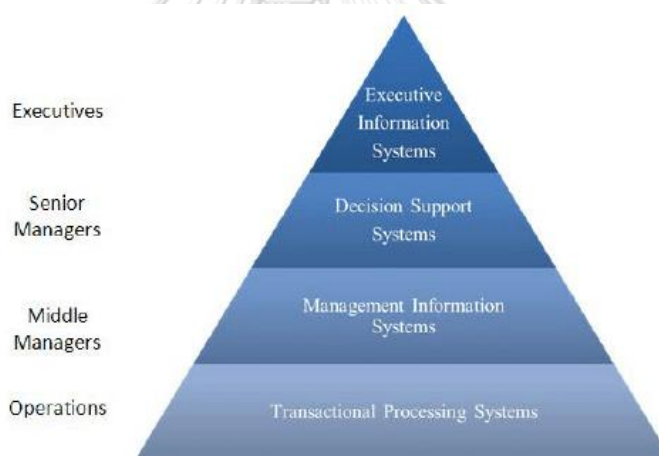 Executives
Executive
Information
Systems
Senior
Managers
Decision Support
Systems
Middle
Managers
Management Information
Systems
Operations
Transactional Processing Systems